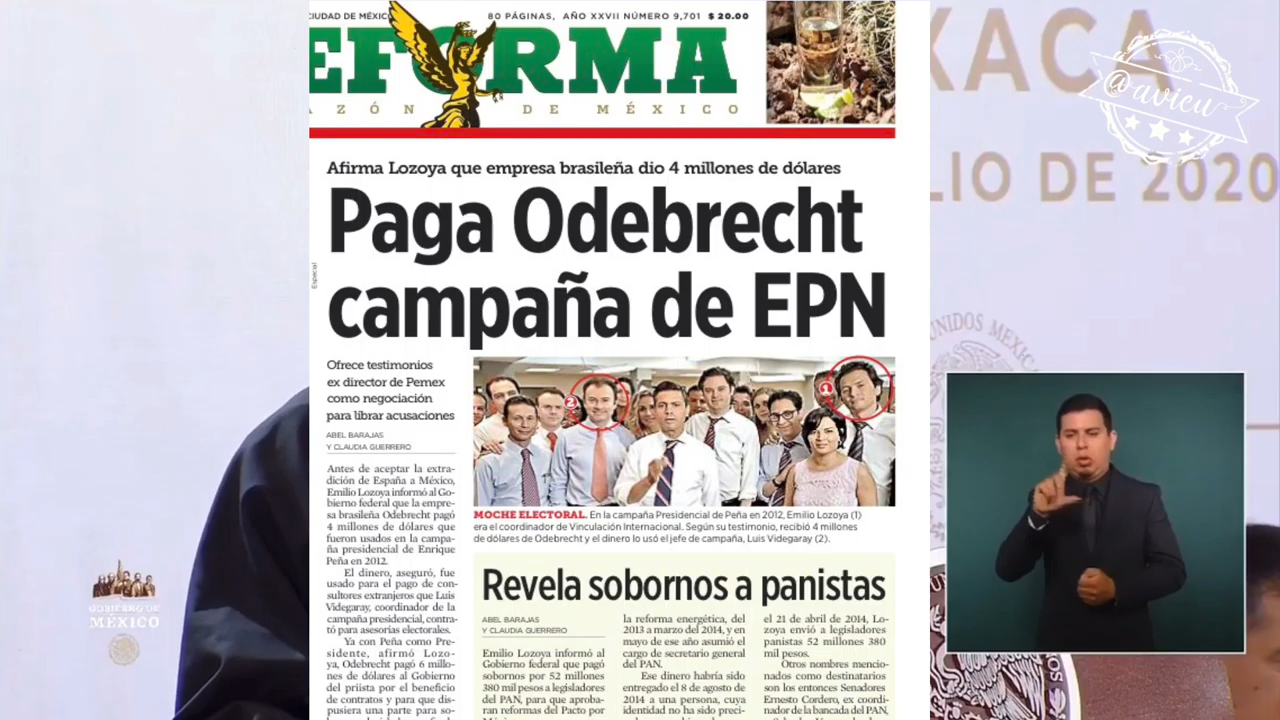 CIUDAD DE MÉXICO
80 PÁGINAS, AÑO XXVII NÚMERO 9,701 $ 20.00
EFORMA
AZÓN DE MÉXICO
Afirma Lozoya que empresa brasileña dio 4 millones de dólares
Paga Odebrecht
campaña de EPN
Especial
Ofrece testimonios
ex director de Pemex
como negociación
para librar acusaciones
ABEL BARAJAS
Y CLAUDIA GUERRERO
Antes de aceptar la extra-
dición de España a México,
Emilio Lozoya informó al Go-
bierno federal que la empre-
sa brasileña Odebrecht pagó
4 millones de dólares que
fueron usados en la campa-
ña presidencial de Enrique
Peña en 2012.
El dinero, aseguró, fue
usado para el pago de con-
sultores extranjeros que Luis
Videgaray, coordinador de la
campaña presidencial, contra-
tó para asesorías electorales.
Ya con Peña como Pre-
sidente, afirmó Lozo-
ya, Odebrecht pagó 6 millo-
nes de dólares al Gobierno
del priista por el beneficio
de contratos y para que dis-
pusiera una parte para so-
2
1
MOCHE ELECTORAL. En la campaña Presidencial de Peña en 2012, Emilio Lozoya (1)
era el coordinador de Vinculación Internacional. Según su testimonio, recibió 4 millones
de dólares de Odebrecht y el dinero lo usó el jefe de campaña, Luis Videgaray (2).
Revela sobornos a panistas
ABEL BARAJAS
Y CLAUDIA GUERRERO
Emilio Lozoya informó al
Gobierno federal que pagó
sobornos por 52 millones
380 mil pesos a legisladores
del PAN, para que aproba-
ran reformas del Pacto por
la reforma energética, del
2013 a marzo del 2014, y en
mayo de ese año asumió el
cargo de secretario general
del PAN.
Ese dinero habría sido
entregado el 8 de agosto de
2014 a una persona, cuya
identidad no ha sido preci-
el 21 de abril de 2014, Lo-
zoya envió a legisladores
panistas 52 millones 380
mil pesos.
Otros nombres mencio-
nados como destinatarios
son los entonces Senadores
Ernesto Cordero, ex coordi-
nador de la bancada del PAN,
XACA
@avieu
LIO DE 2020
UNIDOS MEXIC
GOBIERNO DE
MÉXICO